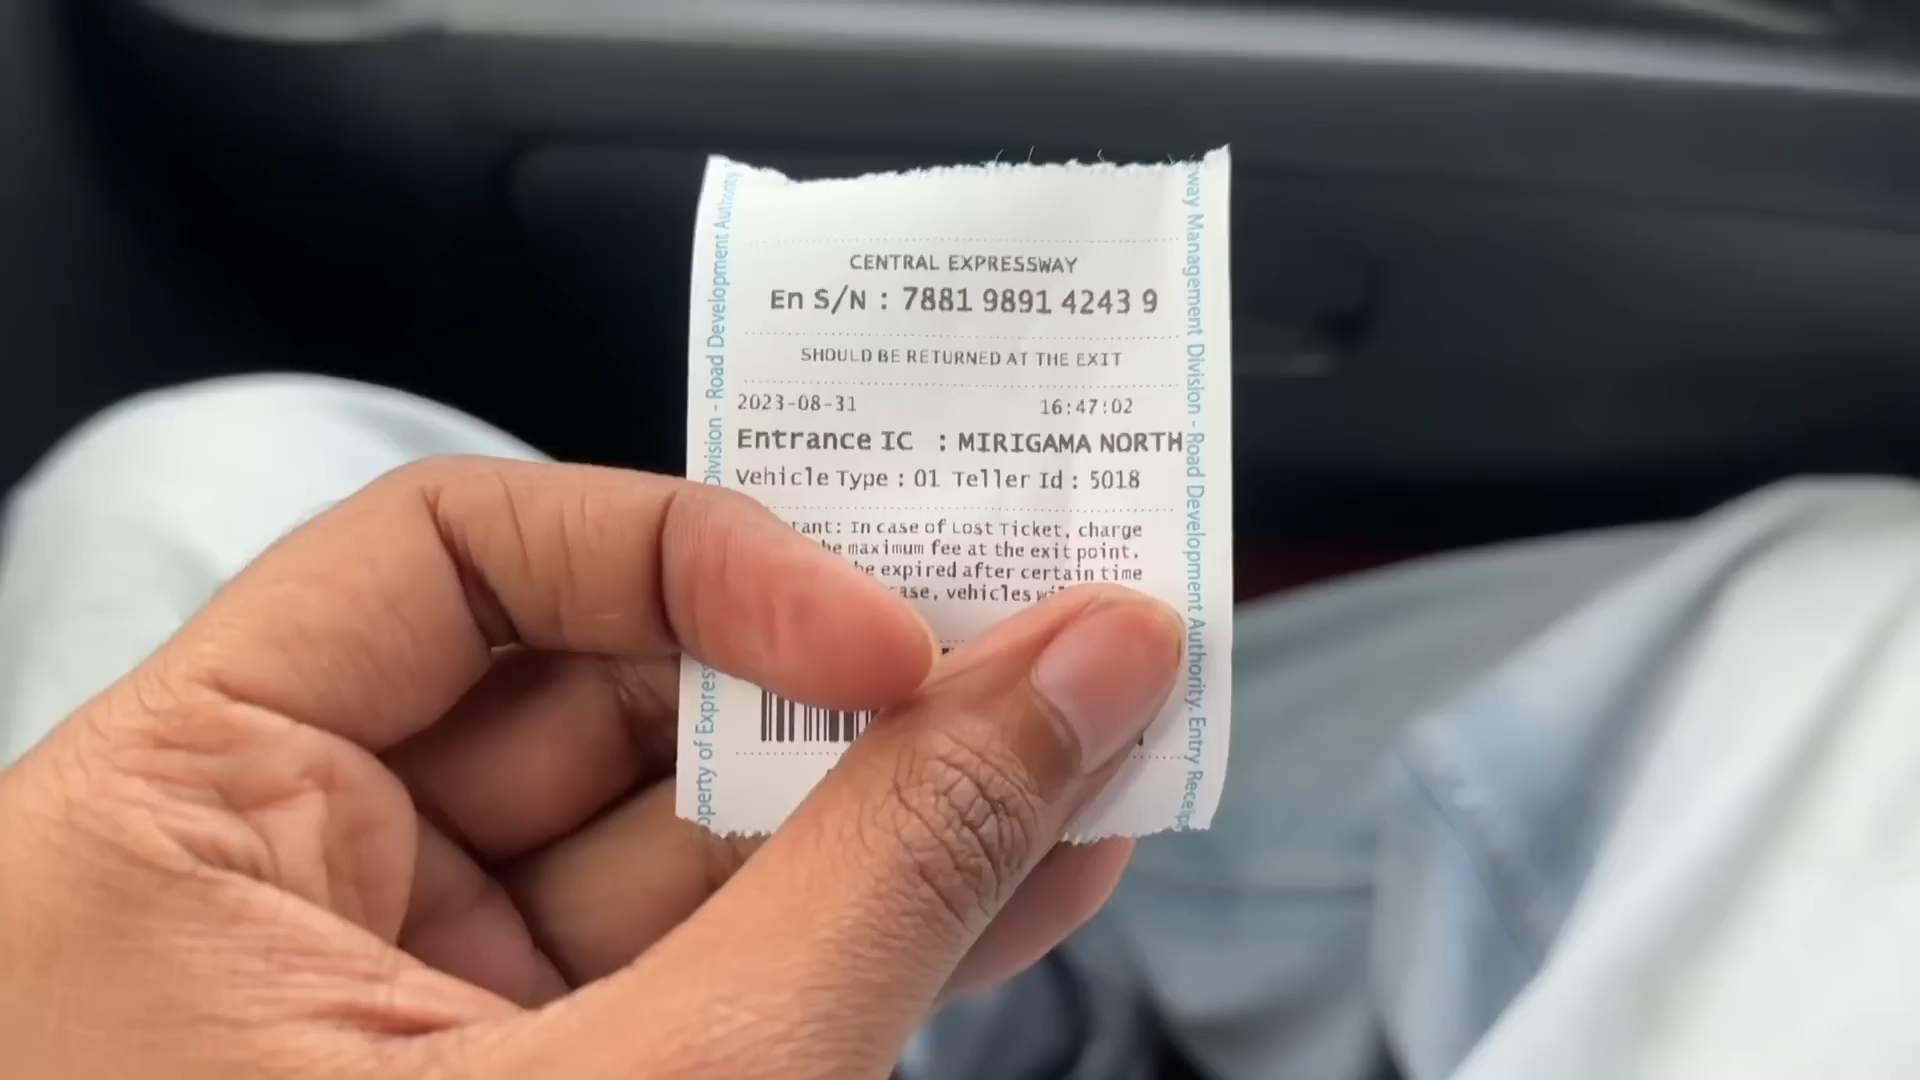 CENTRAL EXPRESSWAY
En S/N : 7881 9891 4243 9
SHOULD BE RETURNED AT THE EXIT
2023-08-31 16:47:02
Entrance IC : MIRIGAMA NORTH
Vehicle Type : 01 Teller Id : 5018
tant: In case of Lost Ticket, charge
he maximum fee at the exit point.
be expired after certain time
ase, vehicles
operty of Express
Division - Road Development Authority
way Management Division - Road Development Authority. Entry Receip